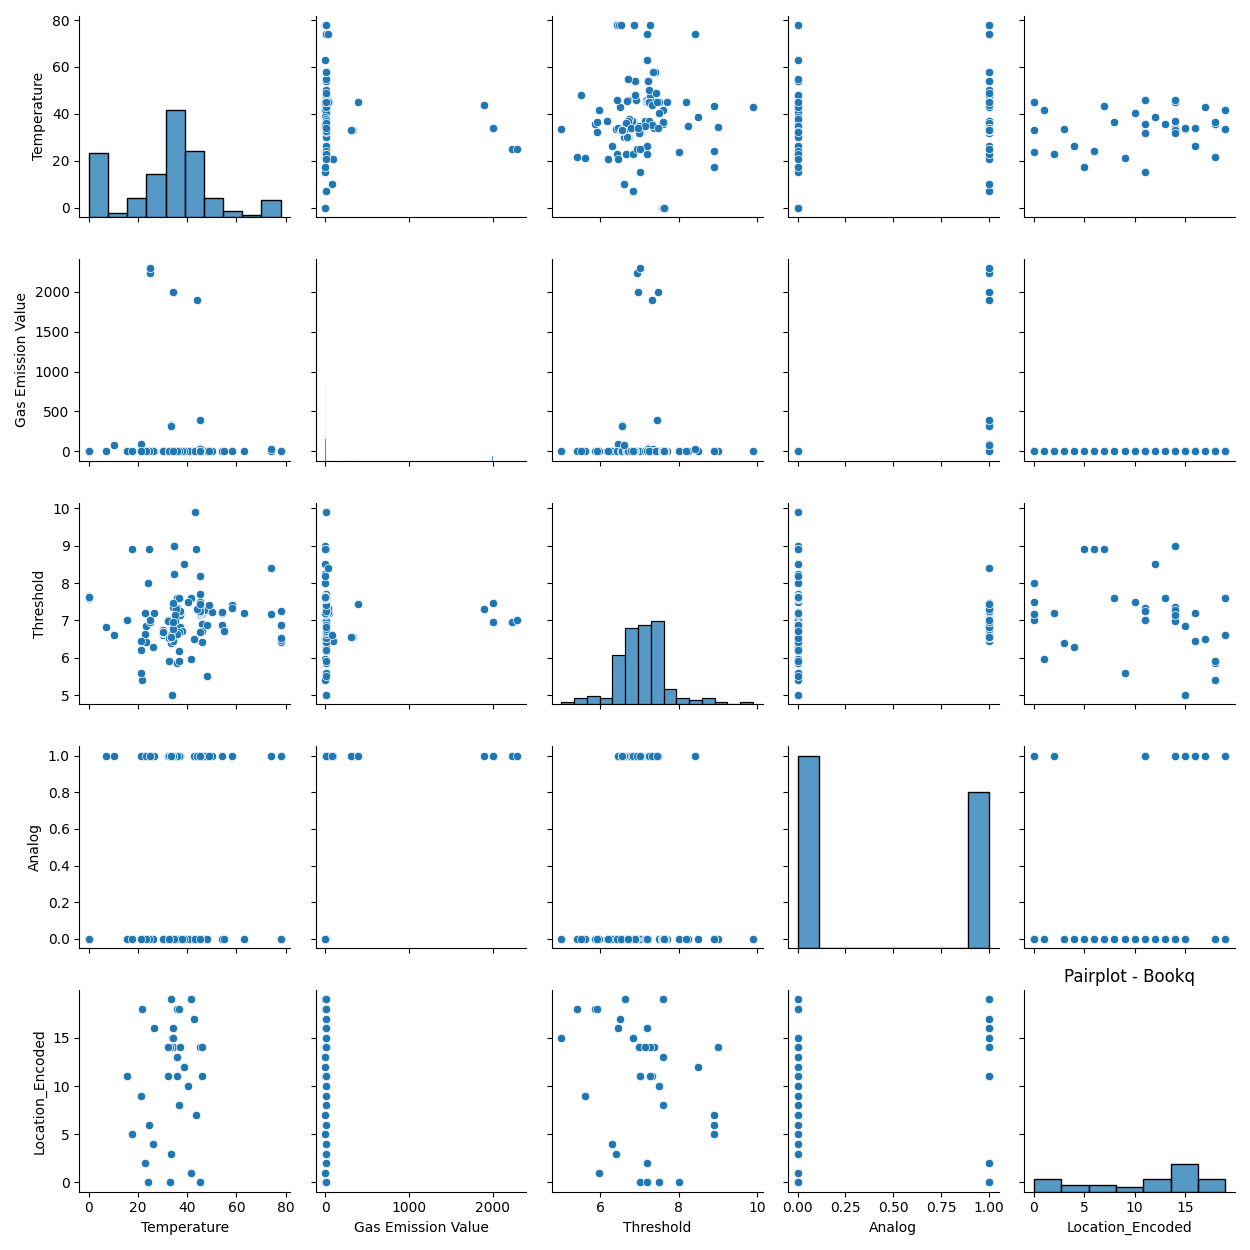 80
60
40
20
0
Temperature
2000
1500
1000
500
0
Gas Emission Value
10
9
8
7
6
5
Threshold
1.0
0.8
0.6
0.4
0.2
0.0
Analog
Pairplot - Bookq
15
10
5
0
Location_Encoded
0 20 40 60 80
0 1000 2000
6 8 10
0.00 0.25 0.50 0.75 1.00
0 5 10 15
Temperature
Gas Emission Value
Threshold
Analog
Location_Encoded